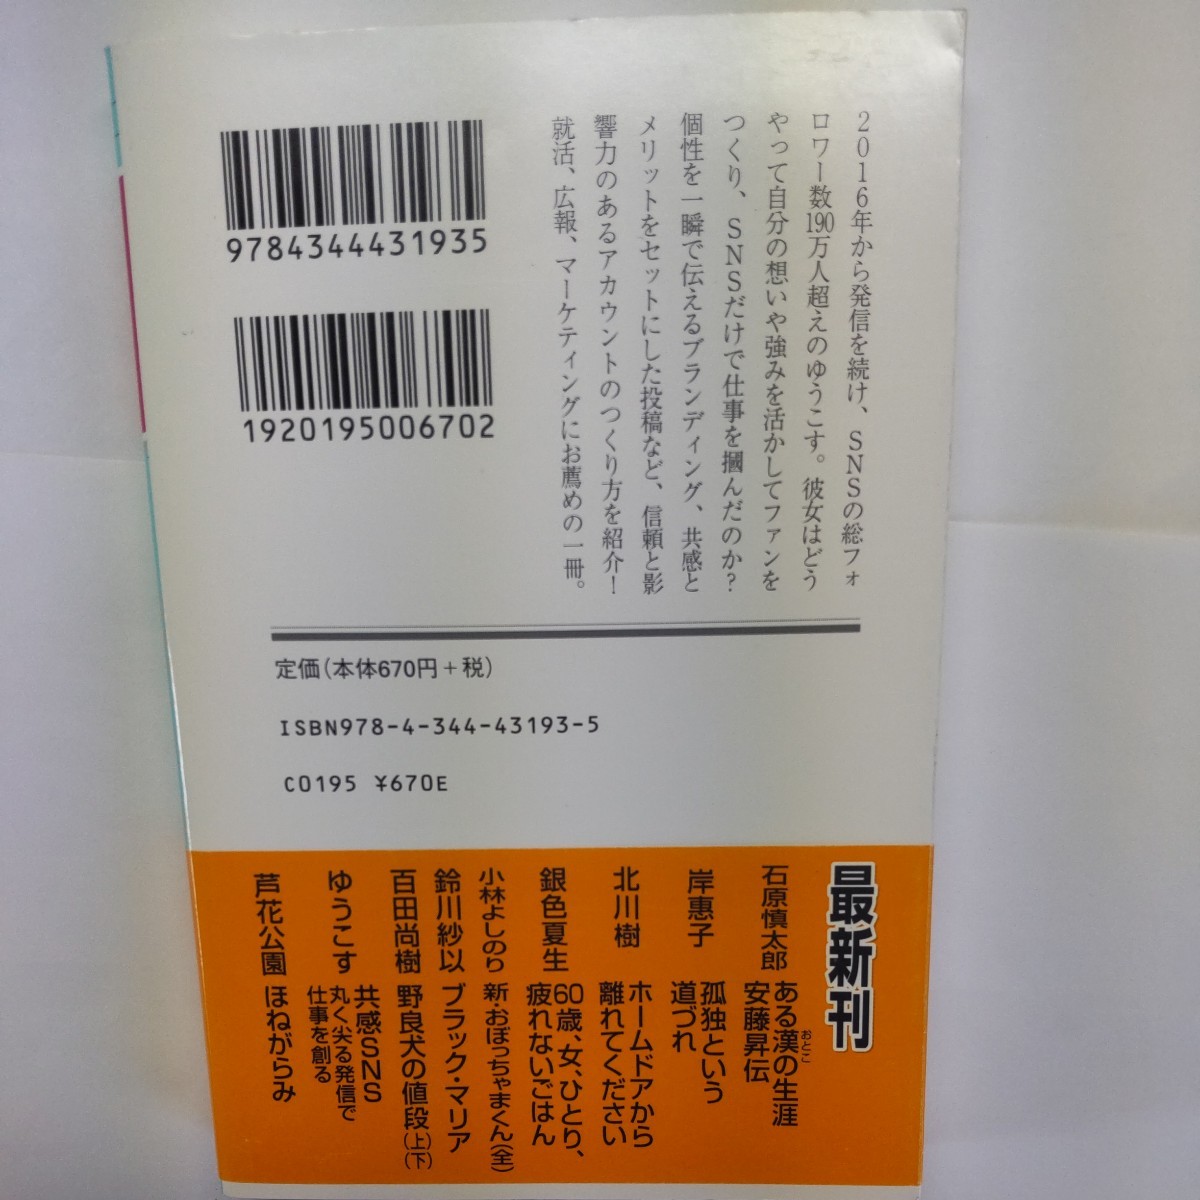 2016年から発信を続け、SNSの総フォ
ロワー数190万人超えのゆうこす。彼女はどう
やって自分の想いや強みを活かしてファンを
つくり、SNSだけで仕事を摑んだのか?
個性を一瞬で伝えるブランディング、共感と
メリットをセットにした投稿など、信頼と影
響力のあるアカウントのつくり方を紹介!
就活、広報、マーケティングにお薦めの一冊。
9784344431935
1920195006702
定価(本体670円+税)
ISBN978-4-344-43193-5
C0195 ¥670E
最新刊
石原慎太郎 ある漢の生涯
おとこ
安藤昇伝
岸惠子 孤独という
道づれ
北川樹 ホームドアから
離れてください
銀色夏生 60歳、女、ひとり、
疲れないごはん
小林よしのり 新・おぼっちゃまくん(全)
鈴川紗以 ブラック・マリア
百田尚樹 野良犬の値段(上)(下)
ゆうこす 共感SNS
丸く尖る発信で
仕事を創る
芦花公園 ほねがらみ